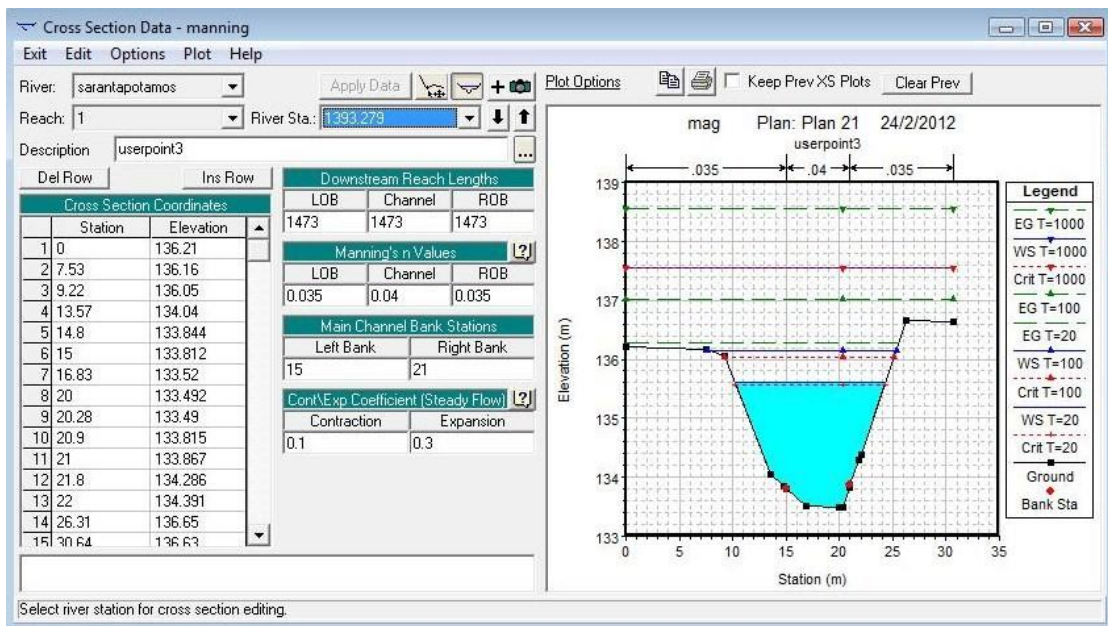 Cross Section Data - manning
Exit Edit Options Plot Help
River: sarantapotamos Apply Data
Reach: 1 River Sta.: 1393.279
Description userpoint3 ...
Del Row Ins Row
Cross Section Coordinates
Station Elevation
1 0 136.21
2 7.53 136.16
3 9.22 136.05
4 13.57 134.04
5 14.8 133.844
6 15 133.812
7 16.83 133.52
8 20 133.492
9 20.28 133.49
10 20.9 133.815
11 21 133.867
12 21.8 134.286
13 22 134.391
14 26.31 136.65
15 30.64 136.63
Downstream Reach Lengths
LOB Channel ROB
1473 1473 1473
Manning's n Values ?
LOB Channel ROB
0.035 0.04 0.035
Main Channel Bank Stations
Left Bank Right Bank
15 21
Cont\Exp Coefficient (Steady Flow) ?
Contraction Expansion
0.1 0.3
Select river station for cross section editing.
Plot Options Keep Prev XS Plots Clear Prev
mag Plan: Plan 21 24/2/2012
userpoint3
.035 .04 .035
Elevation (m)
139
138
137
136
135
134
133
0 5 10 15 20 25 30 35
Station (m)
Legend
EG T=1000
WS T=1000
Crit T=1000
EG T=100
EG T=20
WS T=100
Crit T=100
WS T=20
Crit T=20
Ground
Bank Sta